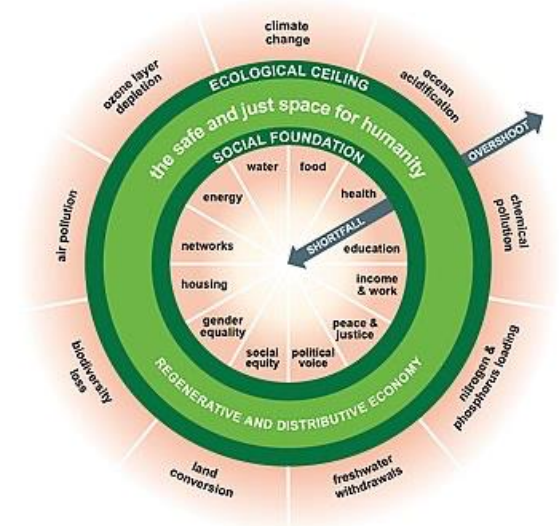 climate
change
ozone layer
depletion
ocean
acidification
ECOLOGICAL CEILING
the safe and just space for humanity
SOCIAL FOUNDATION
OVERSHOOT
water
food
energy
health
air pollution
chemical
pollution
SHORTFALL
networks
education
housing
income
& work
gender
equality
peace &
justice
social
equity
political
voice
biodiversity
loss
nitrogen &
phosphorus loading
REGENERATIVE AND DISTRIBUTIVE ECONOMY
land
conversion
freshwater
withdrawals